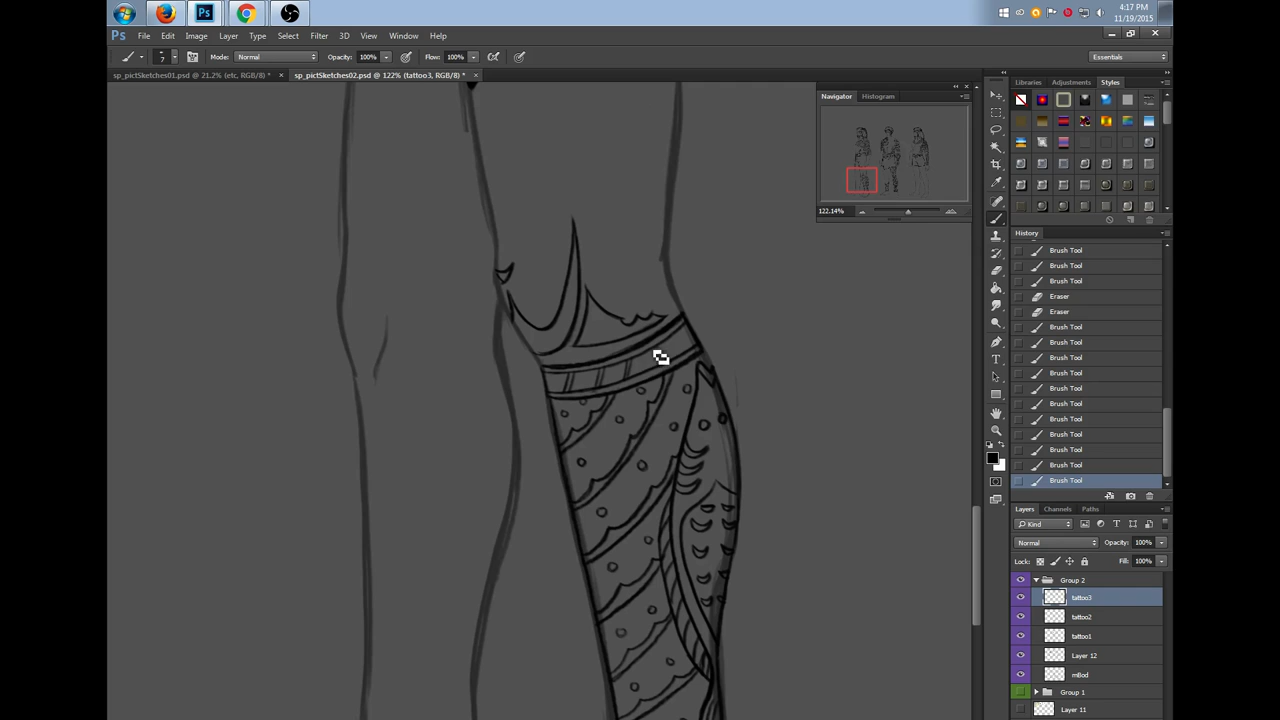 4:17 PM
11/19/2015
Ps File Edit Image Layer Type Select Filter 3D View Window Help
7 Mode: Normal Opacity: 100% Flow: 100% Essentials
sp_pictSketches01.psd @ 21.2% (etc, RGB/8) * × sp_pictSketches02.psd @ 122% (tattoo3, RGB/8) * ×
Libraries Adjustments Styles
Navigator Histogram
122.14%
History
Brush Tool
Brush Tool
Brush Tool
Eraser
Eraser
Brush Tool
Brush Tool
Brush Tool
Brush Tool
Brush Tool
Brush Tool
Brush Tool
Brush Tool
Brush Tool
Brush Tool
Brush Tool
Layers Channels Paths
Kind
Normal Opacity: 100%
Lock: Fill: 100%
Group 2
tattoo3
tattoo2
tattoo1
Layer 12
mBod
Group 1
Layer 11